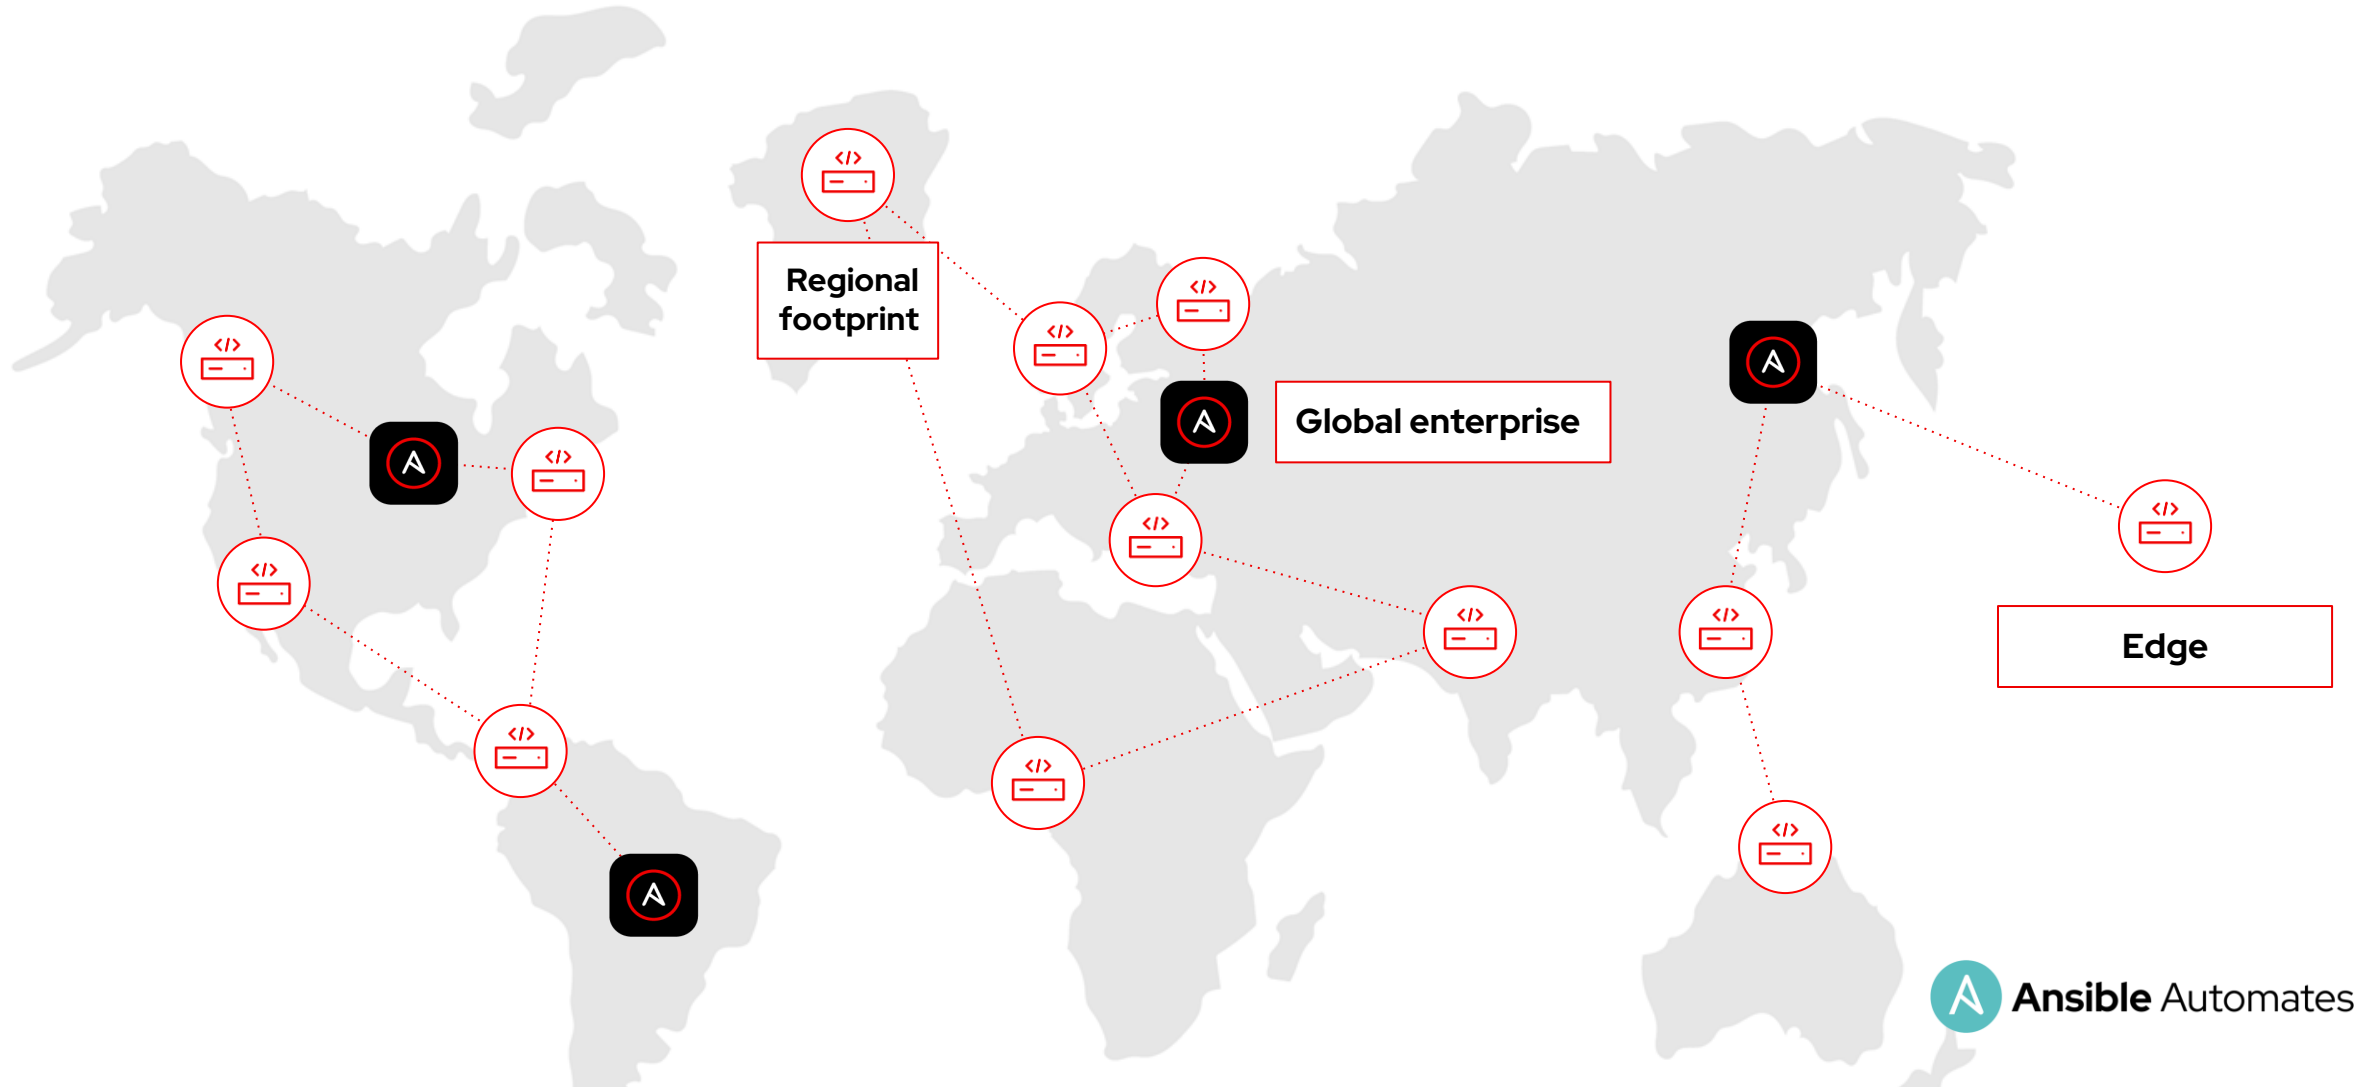 </>
Regional
footprint
</>
</>
</>
Global enterprise
</>
</>
</>
Edge
</>
</>
</>
</>
</>
</>
Ansible Automates